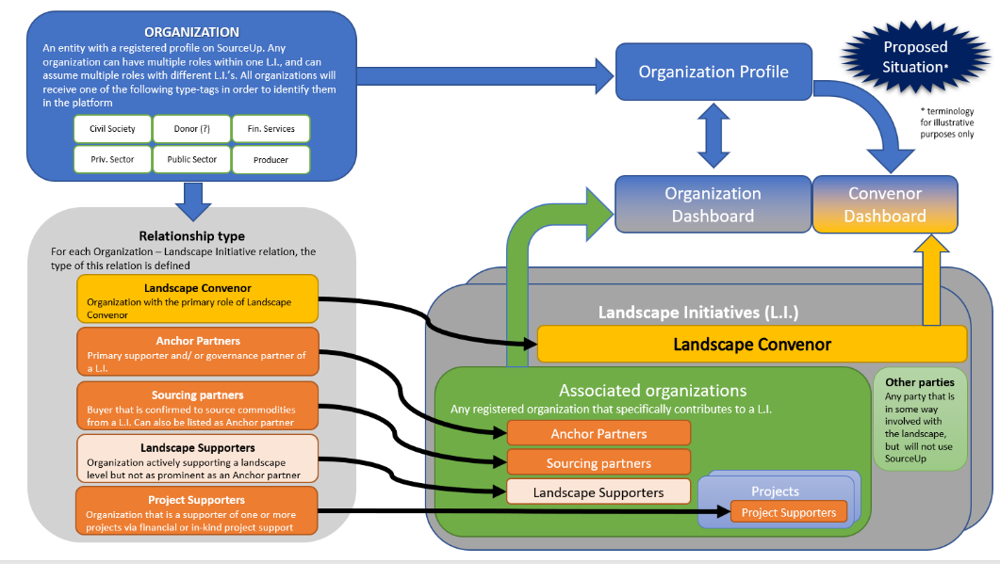 ORGANIZATION
An entity with a registered profile on SourceUp. Any
organization can have multiple roles within one L.I., and can
assume multiple roles with different L.I.'s. All organizations will
receive one of the following type-tags in order to identify them
in the platform
Civil Society
Donor (?)
Fin. Services
Priv. Sector
Public Sector
Producer
Organization Profile
Proposed
Situation*
* terminology
for illustrative
purposes only
Organization
Dashboard
Convenor
Dashboard
Relationship type
For each Organization – Landscape Initiative relation, the
type of this relation is defined
Landscape Convenor
Organization with the primary role of Landscape
Convenor
Anchor Partners
Primary supporter and/ or governance partner of
a L.I.
Sourcing partners
Buyer that is confirmed to source commodities
from a L.I. Can also be listed as Anchor partner
Landscape Supporters
Organization actively supporting a landscape
level but not as prominent as an Anchor partner
Project Supporters
Organization that is a supporter of one or more
projects via financial or in-kind project support
Landscape Initiatives (L.I.)
Landscape Convenor
Associated organizations
Any registered organization that specifically contributes to a L.I.
Anchor Partners
Sourcing partners
Landscape Supporters
Projects
Project Supporters
Other parties
Any party that is
in some way
involved with
the landscape,
but will not use
SourceUp